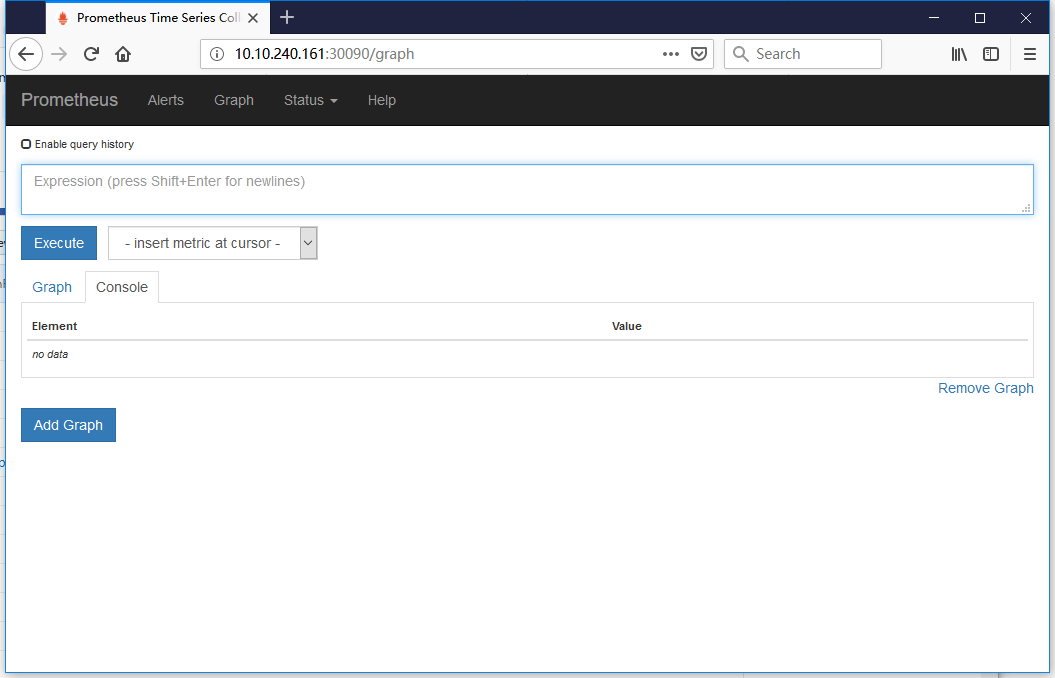 Prometheus Time Series Coll
10.10.240.161:30090/graph
Search
Prometheus Alerts Graph Status Help
Enable query history
Expression (press Shift+Enter for newlines)
Execute - insert metric at cursor -
Graph Console
Element Value
no data
Remove Graph
Add Graph